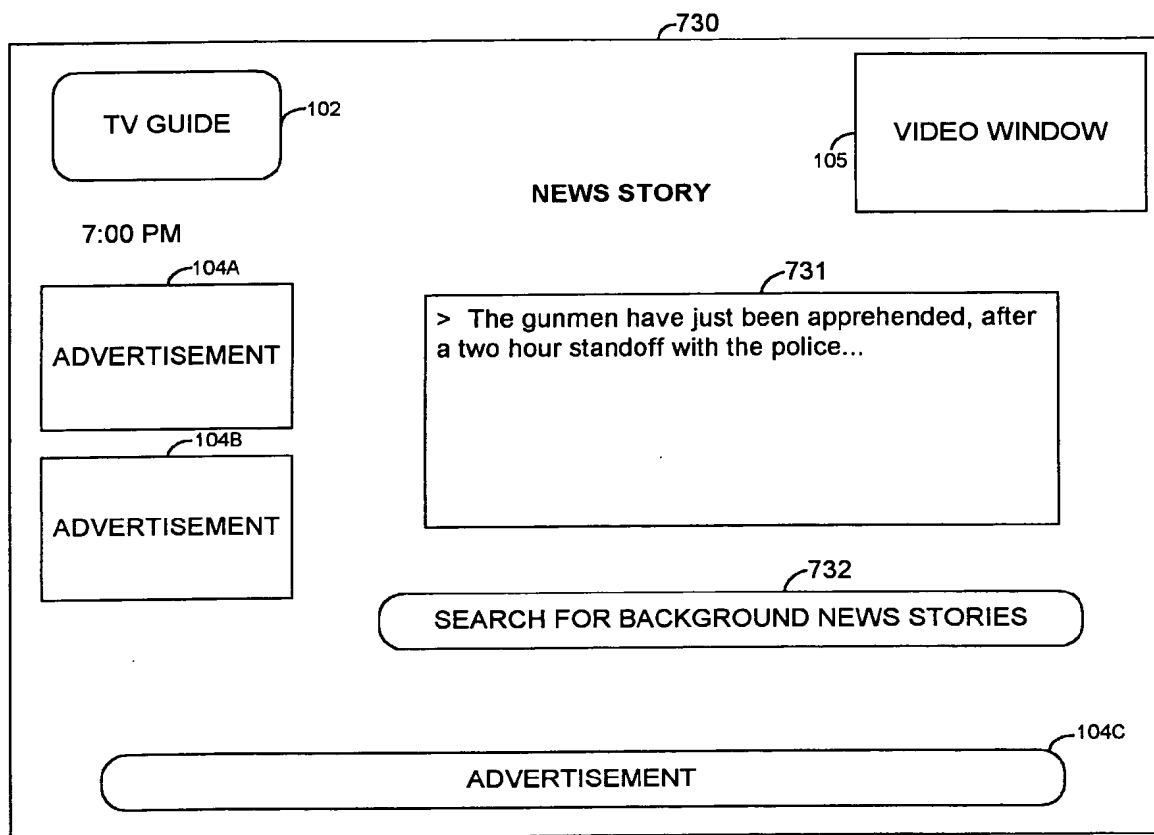 730
TV GUIDE
102
VIDEO WINDOW
105
NEWS STORY
7:00 PM
104A
ADVERTISEMENT
731
> The gunmen have just been apprehended, after
a two hour standoff with the police...
104B
ADVERTISEMENT
732
SEARCH FOR BACKGROUND NEWS STORIES
104C
ADVERTISEMENT